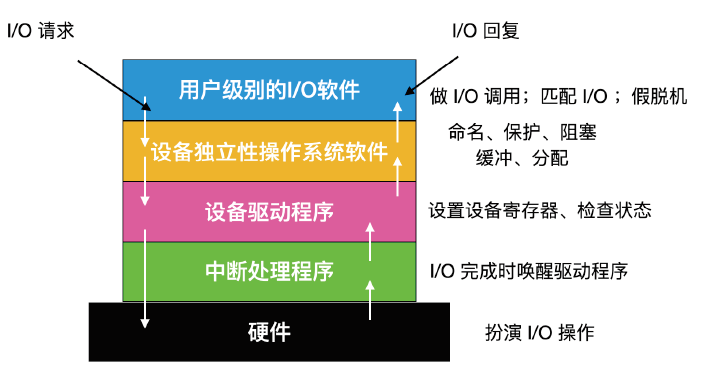 I/O 请求
I/O 回复
用户级别的I/O软件
做 I/O 调用；匹配 I/O ；假脱机
设备独立性操作系统软件
命名、保护、阻塞
缓冲、分配
设备驱动程序
设置设备寄存器、检查状态
中断处理程序
I/O 完成时唤醒驱动程序
硬件
扮演 I/O 操作